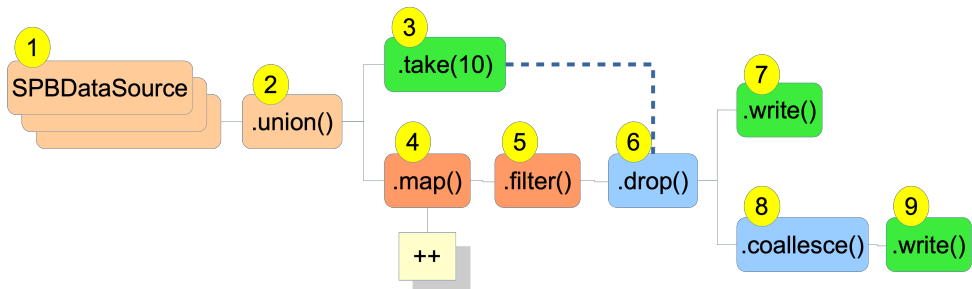 1
SPBDataSource
2
.union()
3
.take(10)
4
.map()
++
5
.filter()
6
.drop()
7
.write()
8
.coallesce()
9
.write()